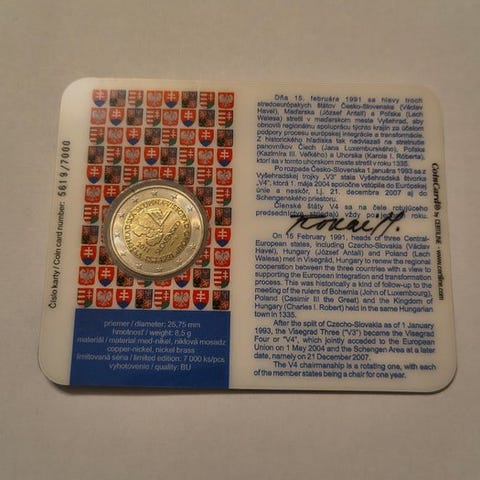 Číslo karty / Coin card number: 5619/7000
priemer / diameter: 25,75 mm
hmotnosť / weight: 8,5 g
materiál / material: meď-nikel, niklová mosadz
copper-nickel, nickel brass
limitovaná séria / limited edition: 7 000 ks/pcs
vyhotovenie / quality: BU
Dňa 15. februára 1991 sa hlavy troch
stredoeurópskych štátov Česko-Slovenska (Václav
Havel), Maďarska (József Antall) a Poľska (Lech
Walesa) stretli v maďarskom meste Vyšehrad, aby
obnovili regionálnu spoluprácu týchto krajín za účelom
podpory procesu európskej integrácie a transformácie.
Z historického hľadiska tak nadviazali na stretnutie
panovníkov Čiech (Jána Luxemburského), Poľska
(Kazimíra III. Veľkého) a Uhorska (Karola I. Róberta),
ktorí sa v tomto uhorskom meste stretli v roku 1335.
Po rozpade Česko-Slovenska 1. januára 1993 sa z
Vyšehradskej trojky „V3" stala Vyšehradská štvorka
„V4", ktorá 1. mája 2004 spoločne vstúpila do Európskej
únie a neskôr, t.j. 21. decembra 2007 aj do
Schengenského priestoru.
Členské štáty V4 sa na čele rotujúceho
predsedníctva striedajú vždy po roku.
On 15 February 1991, heads of three Central-
European states, including Czecho-Slovakia (Václav
Havel), Hungary (József Antall) and Poland (Lech
Walesa) met in Visegrád, Hungary to renew the regional
cooperation between the three countries with a view to
supporting the European integration and transformation
process. This was historically a kind of follow-up to the
meeting of the rulers of Bohemia (John of Luxembourg),
Poland (Casimir III the Great) and the Kingdom of
Hungary (Charles I. Robert) held in the same Hungarian
town in 1335.
After the split of Czecho-Slovakia as of 1 January
1993, the Visegrad Three ("V3") became the Visegrad
Four or "V4", which jointly acceded to the European
Union on 1 May 2004 and the Schengen Area at a later
date, namely on 21 December 2007.
The V4 chairmanship is a rotating one, with each
of the member states being a chair for one year.